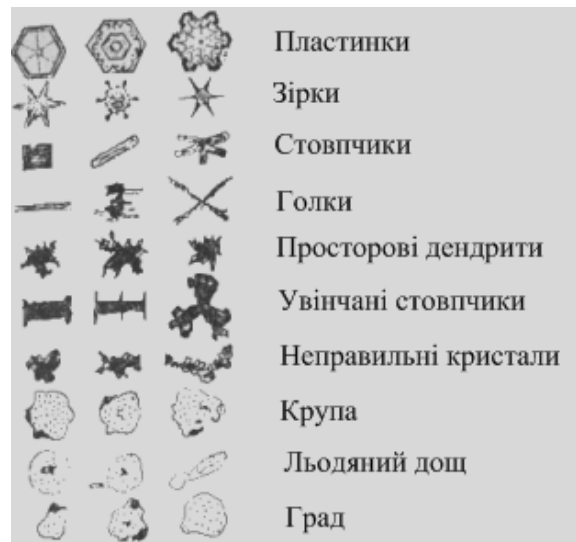 Пластинки
Зірки
Стовпчики
Голки
Просторові дендрити
Увінчані стовпчики
Неправильні кристали
Крупа
Льодяний дощ
Град